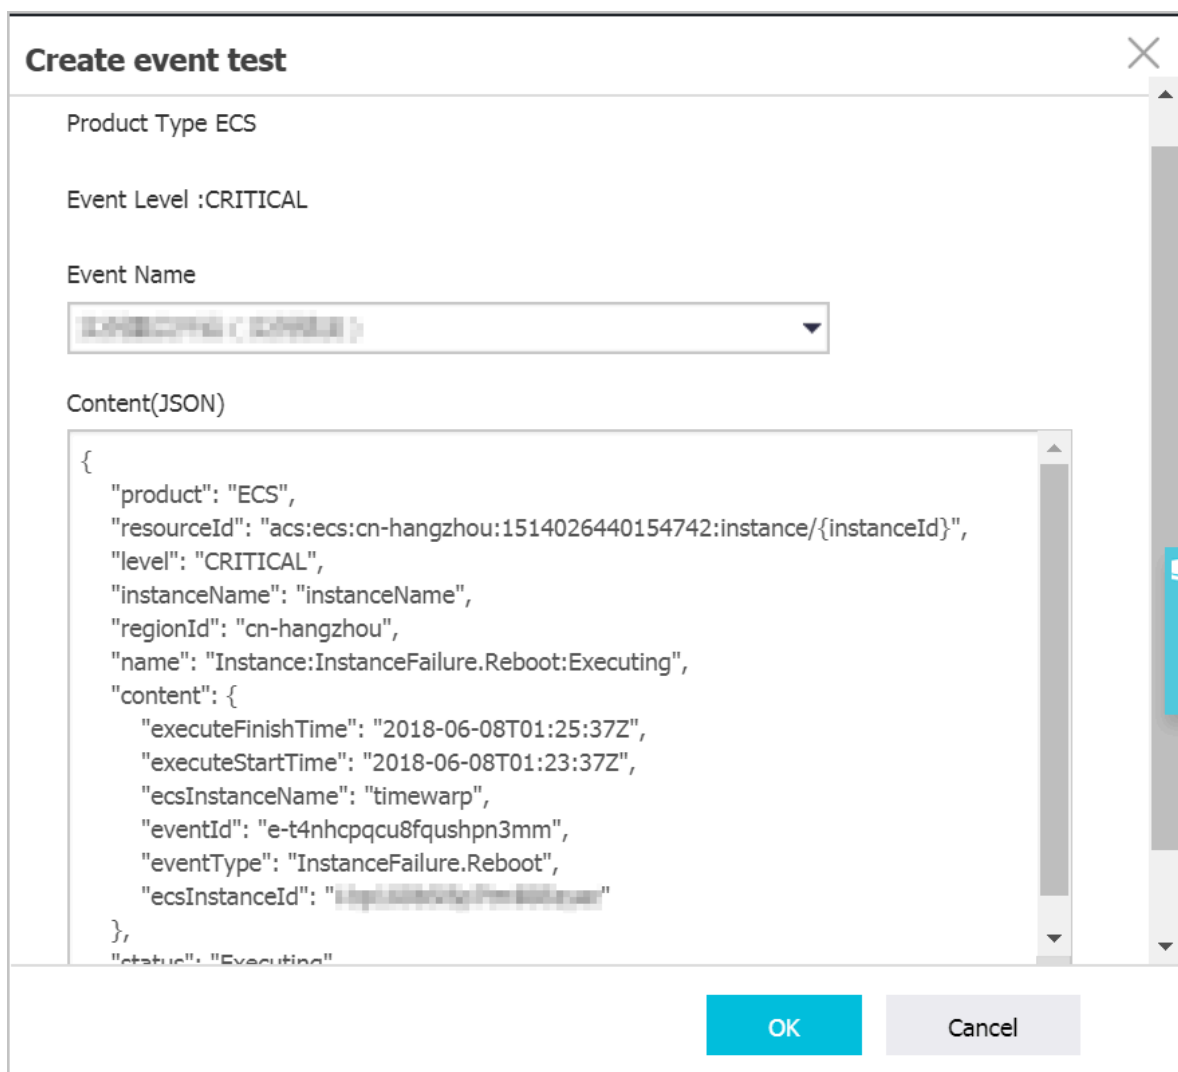 Create event test
Product Type ECS
Event Level :CRITICAL
Event Name
Content(JSON)
{
"product": "ECS",
"resourceId": "acs:ecs:cn-hangzhou:1514026440154742:instance/{instanceId}",
"level": "CRITICAL",
"instanceName": "instanceName",
"regionId": "cn-hangzhou",
"name": "Instance:InstanceFailure.Reboot:Executing",
"content": {
"executeFinishTime": "2018-06-08T01:25:37Z",
"executeStartTime": "2018-06-08T01:23:37Z",
"ecsInstanceName": "timewarp",
"eventId": "e-t4nhcpqcu8fqushpn3mm",
"eventType": "InstanceFailure.Reboot",
"ecsInstanceId": "
},
"status": "Executing"
OK
Cancel